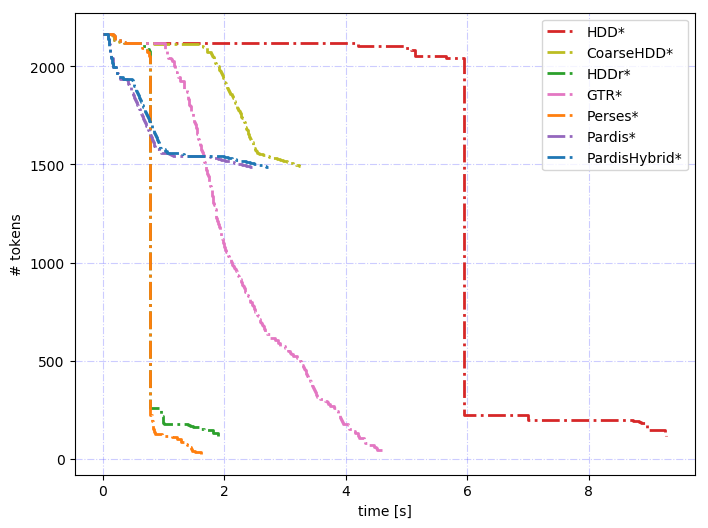 HDD*
CoarseHDD*
HDDr*
GTR*
Perses*
Pardis*
PardisHybrid*
# tokens
2000
1500
1000
500
0
0 2 4 6 8
time [s]